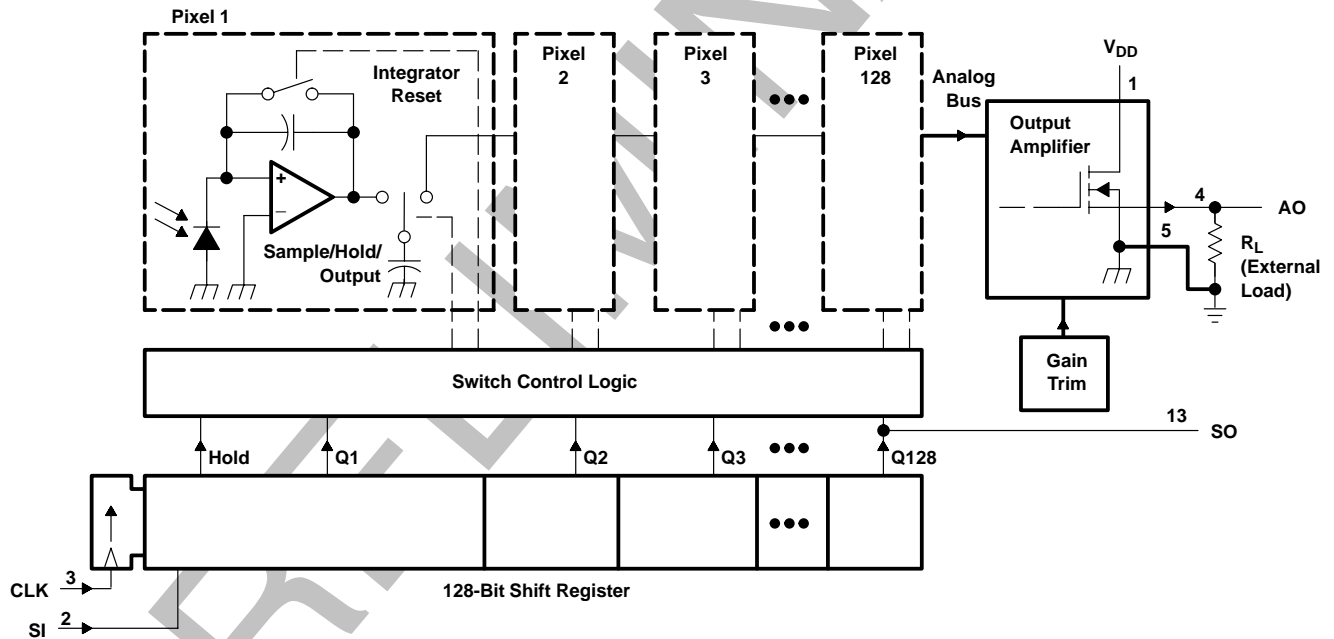 Pixel 1
Integrator
Reset
+
–
Sample/Hold/
Output
Pixel
2
Pixel
3
Pixel
128
Analog
Bus
VDD
1
Output
Amplifier
4
AO
5
RL
(External
Load)
Gain
Trim
Switch Control Logic
13
SO
Hold
Q1
Q2
Q3
Q128
CLK
3
SI
2
128-Bit Shift Register